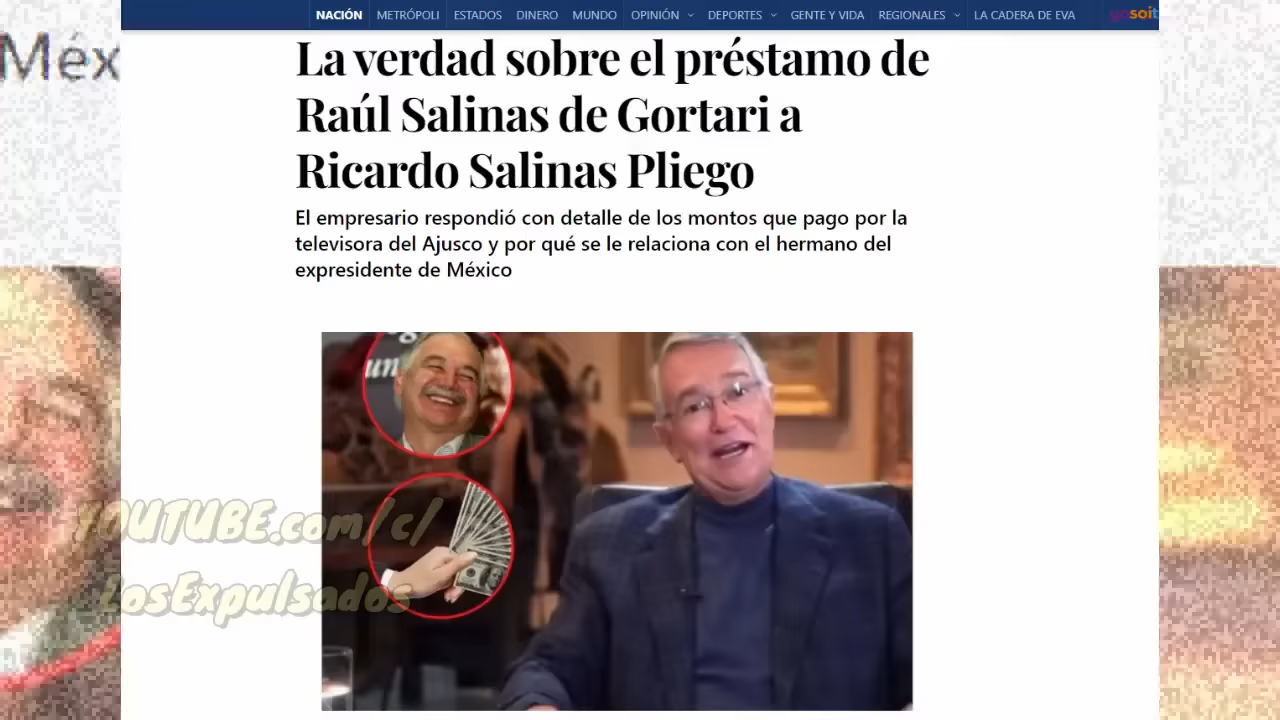 NACIÓN METRÓPOLI ESTADOS DINERO MUNDO OPINIÓN DEPORTES GENTE Y VIDA REGIONALES LA CADERA DE EVA
Méx
La verdad sobre el préstamo de
Raúl Salinas de Gortari a
Ricardo Salinas Pliego
El empresario respondió con detalle de los montos que pago por la
televisora del Ajusco y por qué se le relaciona con el hermano del
expresidente de México
un
YOUTUBE.com/c/
LosExpulsados